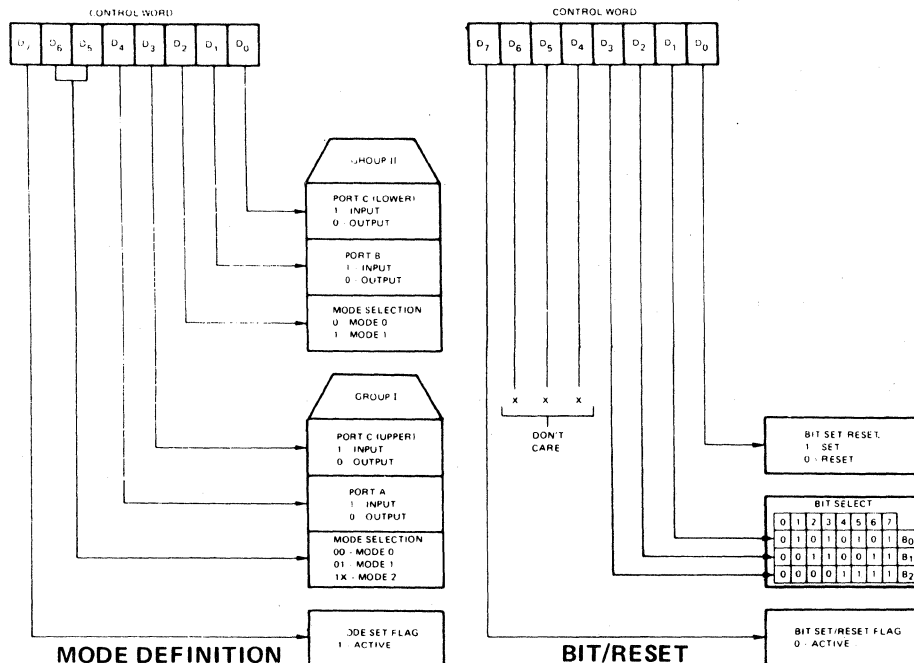 CONTROL WORD
D7 D6 D5 D4 D3 D2 D1 D0
GROUP II
PORT C (LOWER)
1 INPUT
0 - OUTPUT
PORT B
1 - INPUT
0 - OUTPUT
MODE SELECTION
0 - MODE 0
1 MODE 1
GROUP I
PORT C (UPPER)
1 INPUT
0 OUTPUT
PORT A
1 INPUT
0 OUTPUT
MODE SELECTION
00 - MODE 0
01 - MODE 1
1X - MODE 2
ODE SET FLAG
1 - ACTIVE
MODE DEFINITION
CONTROL WORD
D7 D6 D5 D4 D3 D2 D1 D0
X X X
DON'T
CARE
BIT SET RESET.
1 SET
0 - RESET
BIT SELECT
0 1 2 3 4 5 6 7
0 1 0 1 0 1 0 1 B0
0 0 1 1 0 0 1 1 B1
0 0 0 0 1 1 1 1 B2
BIT SET/RESET FLAG
0 - ACTIVE
BIT/RESET